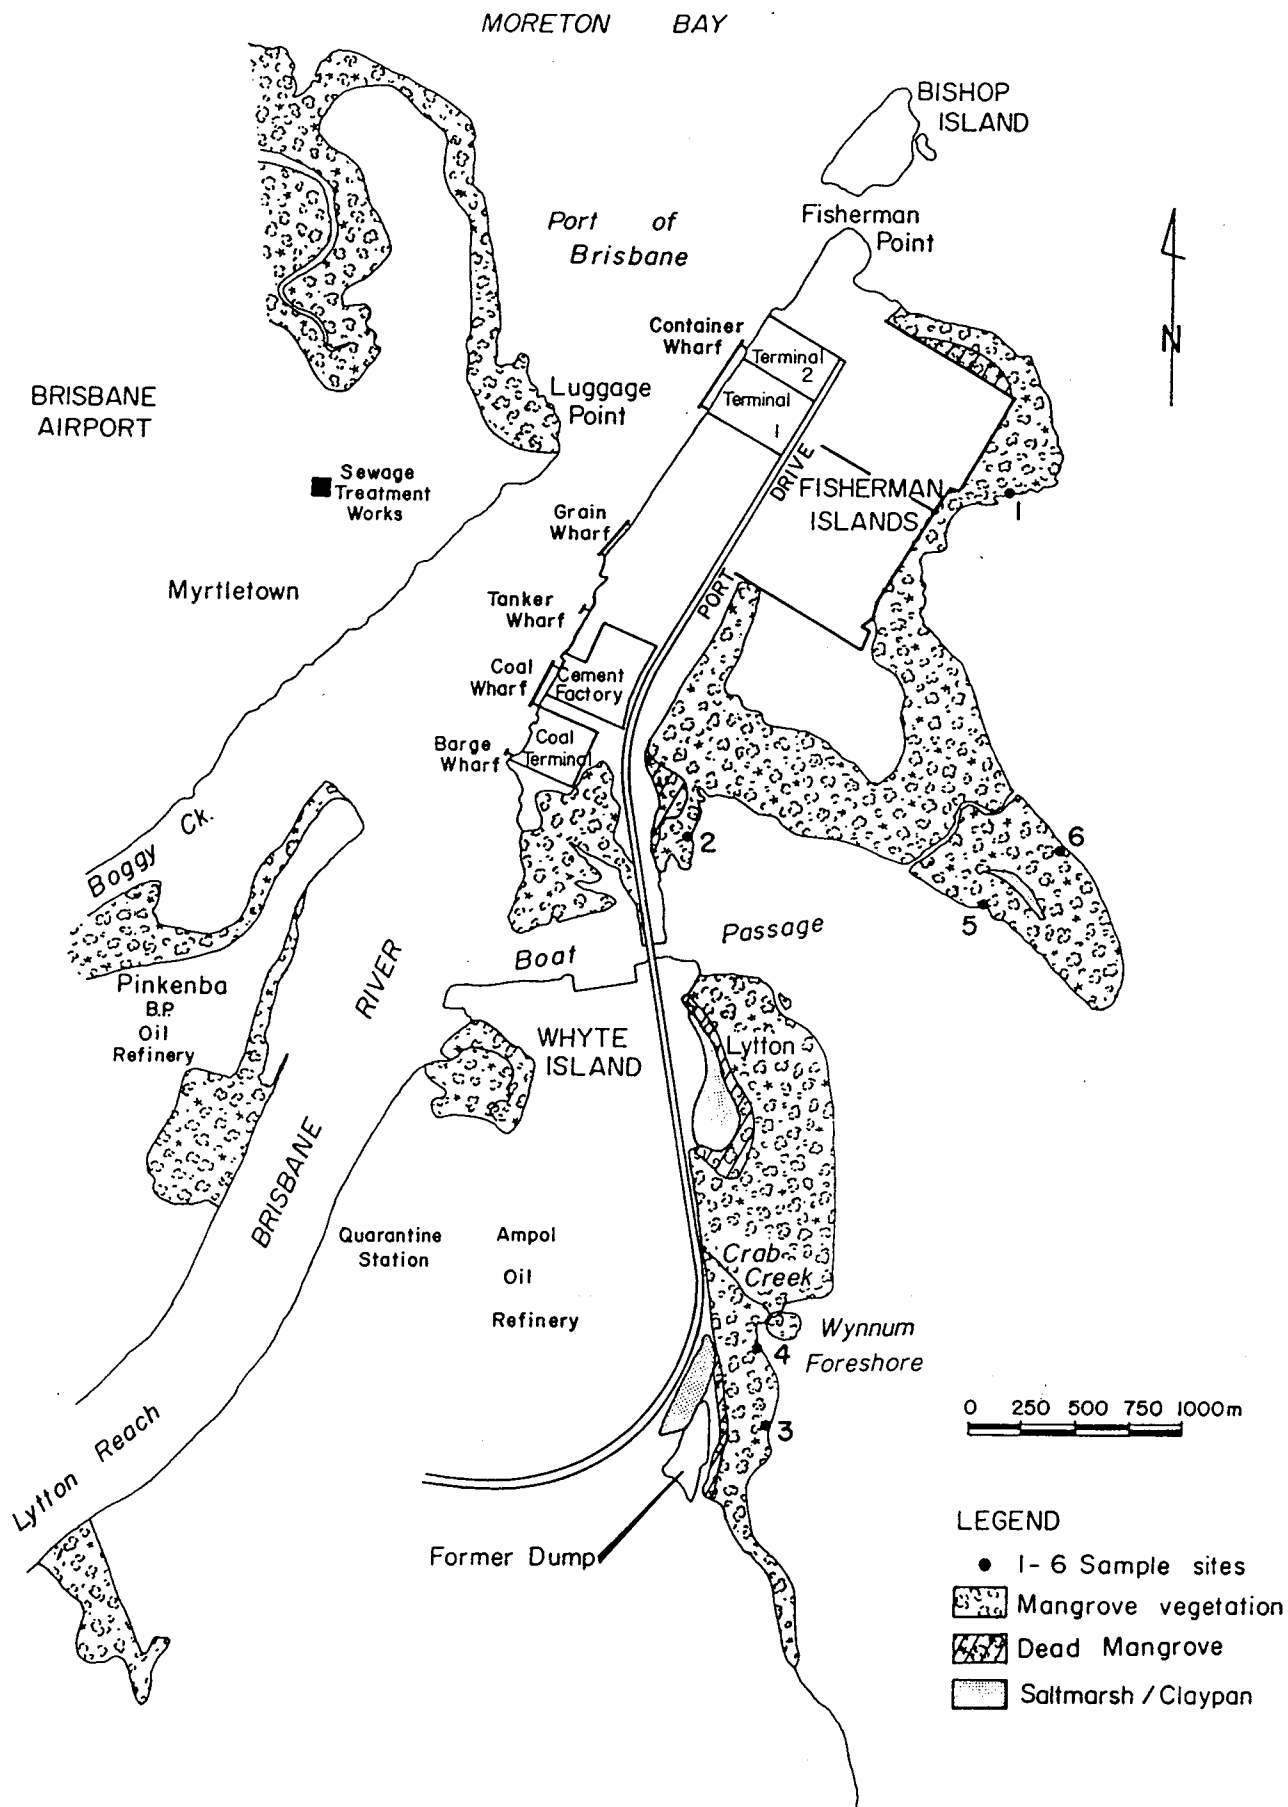 MORETON BAY
BISHOP
ISLAND
Fisherman
Point
Port of
Brisbane
Container
Wharf
Terminal
2
Terminal
1
N
BRISBANE
AIRPORT
Luggage
Point
Sewage
Treatment
Works
PORT DRIVE
FISHERMAN
ISLANDS
1
Grain
Wharf
Myrtletown
Tanker
Wharf
Coal
Wharf
Cement
Factory
Barge
Wharf
Coal
Terminal
2
6
5
Boggy Ck.
Boat Passage
Pinkenba
B.P.
Oil
Refinery
BRISBANE RIVER
WHYTE
ISLAND
Lytton
Quarantine
Station
Ampol
Oil
Refinery
Crab
Creek
Wynnum
Foreshore
4
3
0 250 500 750 1000m
Lytton Reach
Former Dump
LEGEND
1-6 Sample sites
Mangrove vegetation
Dead Mangrove
Saltmarsh / Claypan